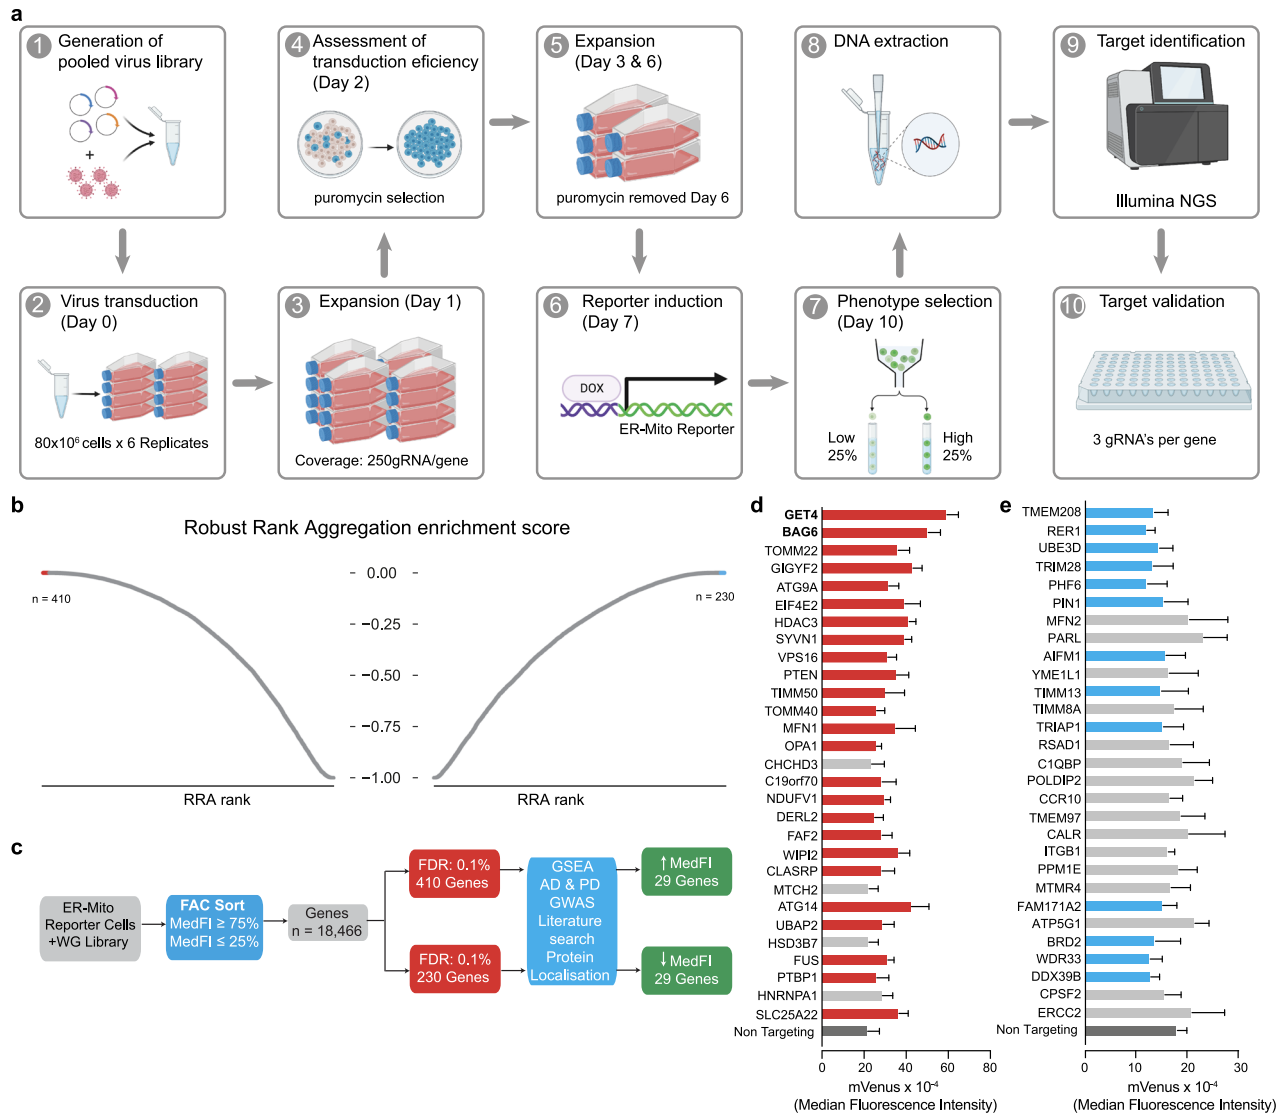 a
1 Generation of
pooled virus library
+
4 Assessment of
transduction eficiency
(Day 2)
puromycin selection
5 Expansion
(Day 3 & 6)
puromycin removed Day 6
8 DNA extraction
9 Target identification
Illumina NGS
2 Virus transduction
(Day 0)
80x10⁶ cells x 6 Replicates
3 Expansion (Day 1)
Coverage: 250gRNA/gene
6 Reporter induction
(Day 7)
DOX
ER-Mito Reporter
7 Phenotype selection
(Day 10)
Low
25%
High
25%
10 Target validation
3 gRNA's per gene
b
Robust Rank Aggregation enrichment score
0.00
−0.25
−0.50
−0.75
−1.00
n = 410
n = 230
RRA rank
RRA rank
c
ER-Mito
Reporter Cells
+WG Library
FAC Sort
MedFI ≥ 75%
MedFI ≤ 25%
Genes
n = 18,466
FDR: 0.1%
410 Genes
FDR: 0.1%
230 Genes
GSEA
AD & PD
GWAS
Literature
search
Protein
Localisation
↑ MedFI
29 Genes
↓ MedFI
29 Genes
d
GET4
BAG6
TOMM22
GIGYF2
ATG9A
EIF4E2
HDAC3
SYVN1
VPS16
PTEN
TIMM50
TOMM40
MFN1
OPA1
CHCHD3
C19orf70
NDUFV1
DERL2
FAF2
WIPI2
CLASRP
MTCH2
ATG14
UBAP2
HSD3B7
FUS
PTBP1
HNRNPA1
SLC25A22
Non Targeting
0 20 40 60 80
mVenus x 10⁻⁴
(Median Fluorescence Intensity)
e
TMEM208
RER1
UBE3D
TRIM28
PHF6
PIN1
MFN2
PARL
AIFM1
YME1L1
TIMM13
TIMM8A
TRIAP1
RSAD1
C1QBP
POLDIP2
CCR10
TMEM97
CALR
ITGB1
PPM1E
MTMR4
FAM171A2
ATP5G1
BRD2
WDR33
DDX39B
CPSF2
ERCC2
Non Targeting
0 10 20 30
mVenus x 10⁻⁴
(Median Fluorescence Intensity)